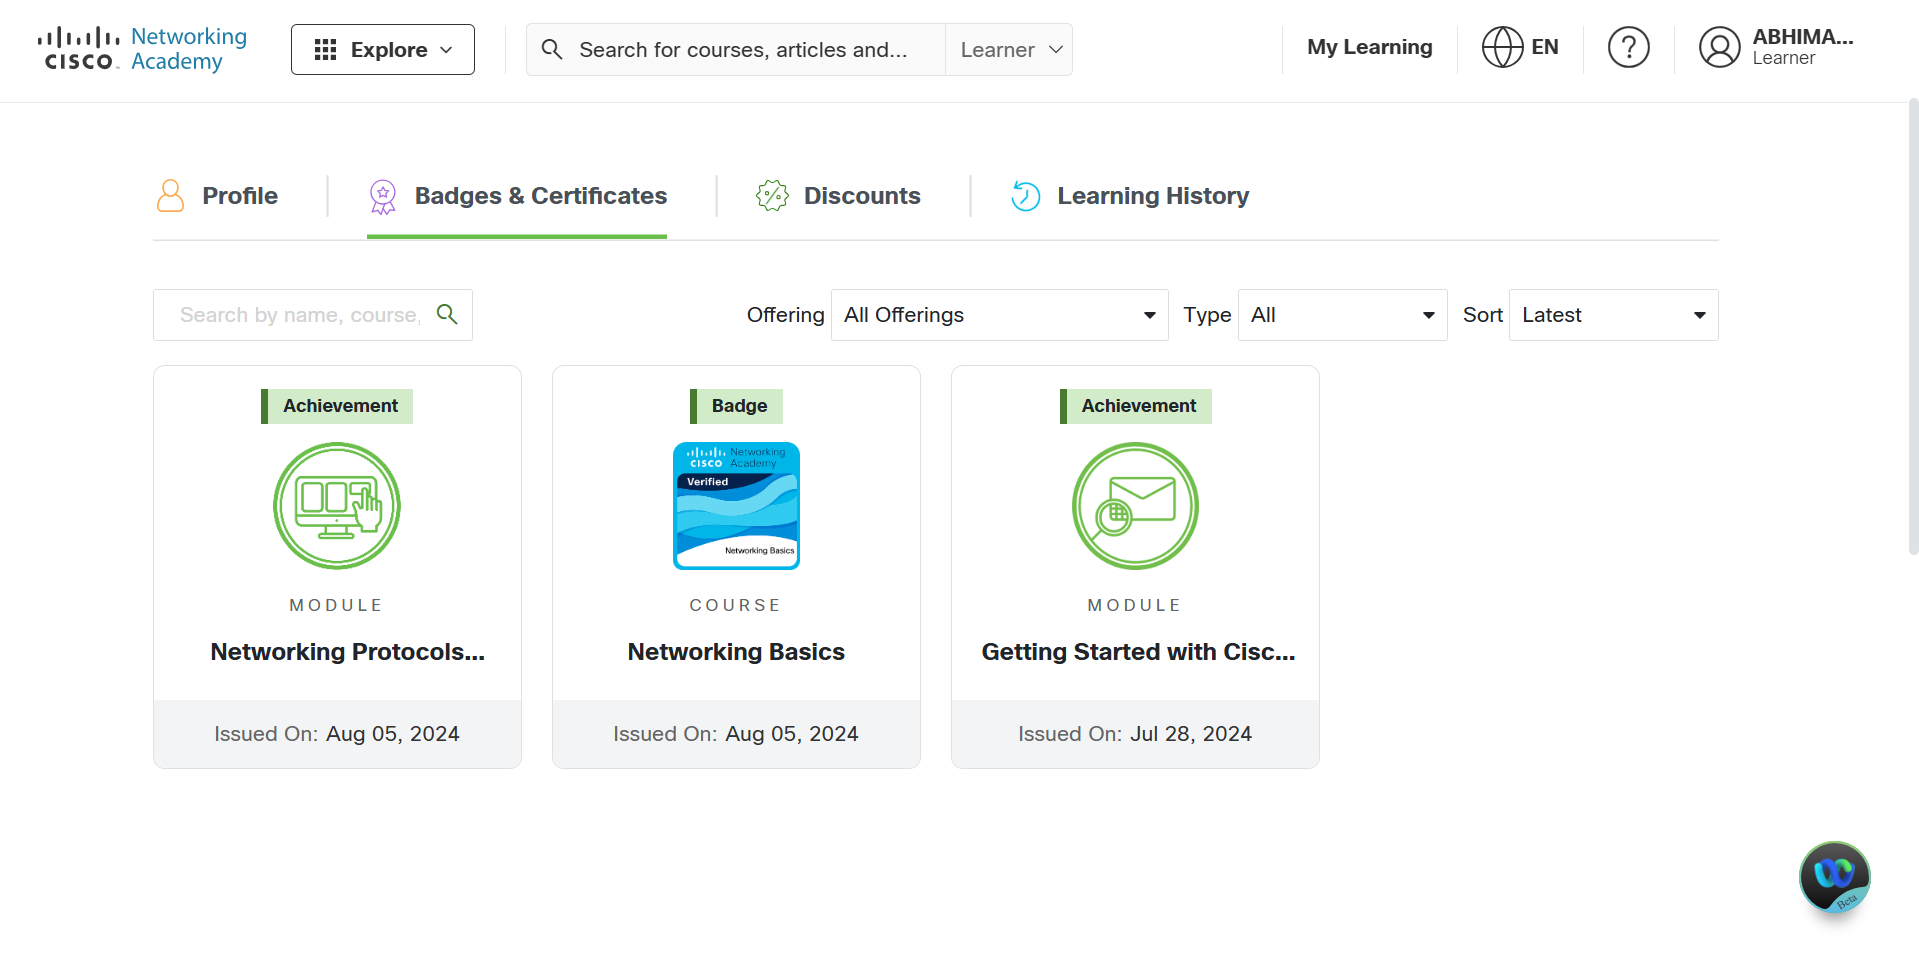 CISCO Networking Academy
Explore
Search for courses, articles and... Learner
My Learning
EN
?
ABHIMA...
Learner
Profile
Badges & Certificates
Discounts
Learning History
Search by name, course,
Offering All Offerings
Type All
Sort Latest
Achievement
MODULE
Networking Protocols...
Issued On: Aug 05, 2024
Badge
CISCO Networking Academy
Verified
Networking Basics
COURSE
Networking Basics
Issued On: Aug 05, 2024
Achievement
MODULE
Getting Started with Cisc...
Issued On: Jul 28, 2024
Beta